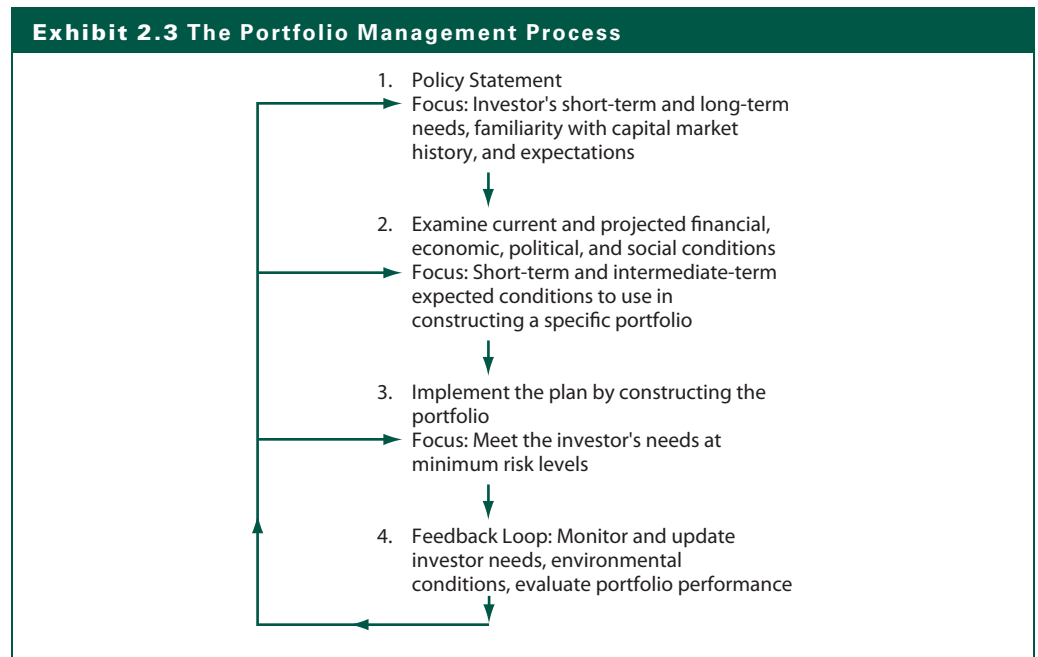 Exhibit 2.3 The Portfolio Management Process
1. Policy Statement
Focus: Investor's short-term and long-term
needs, familiarity with capital market
history, and expectations
2. Examine current and projected financial,
economic, political, and social conditions
Focus: Short-term and intermediate-term
expected conditions to use in
constructing a specific portfolio
3. Implement the plan by constructing the
portfolio
Focus: Meet the investor's needs at
minimum risk levels
4. Feedback Loop: Monitor and update
investor needs, environmental
conditions, evaluate portfolio performance